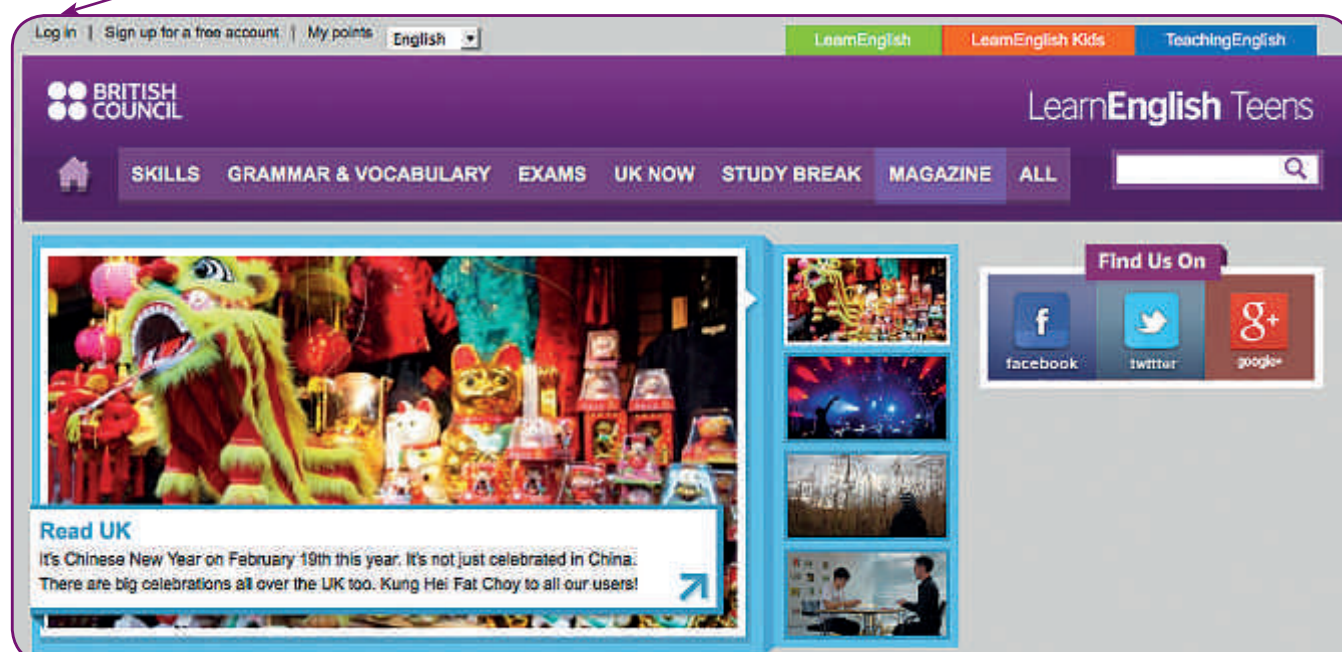 Log in | Sign up for a free account | My points English
LearnEnglish LearnEnglish Kids TeachingEnglish
BRITISH
COUNCIL
LearnEnglish Teens
SKILLS GRAMMAR & VOCABULARY EXAMS UK NOW STUDY BREAK MAGAZINE ALL
Find Us On
f
facebook
twitter
g+
google+
Read UK
It's Chinese New Year on February 19th this year. It's not just celebrated in China.
There are big celebrations all over the UK too. Kung Hei Fat Choy to all our users!